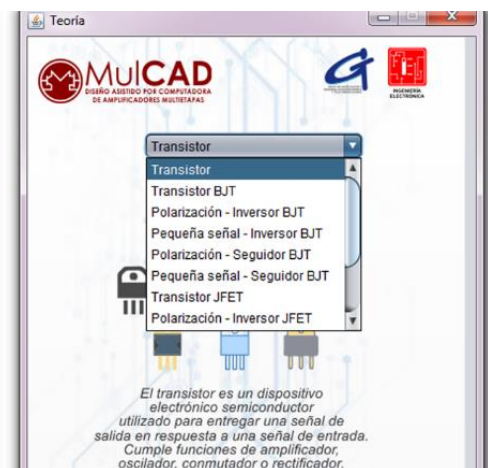 Teoría
MulCAD
DISEÑO ASISTIDO POR COMPUTADORA
DE AMPLIFICADORES MULTIETAPAS
INGENIERÍA
ELECTRÓNICA
Transistor
Transistor
Transistor BJT
Polarización - Inversor BJT
Pequeña señal - Inversor BJT
Polarización - Seguidor BJT
Pequeña señal - Seguidor BJT
Transistor JFET
Polarización - Inversor JFET
El transistor es un dispositivo
electrónico semiconductor
utilizado para entregar una señal de
salida en respuesta a una señal de entrada.
Cumple funciones de amplificador,
oscilador, conmutador o rectificador.